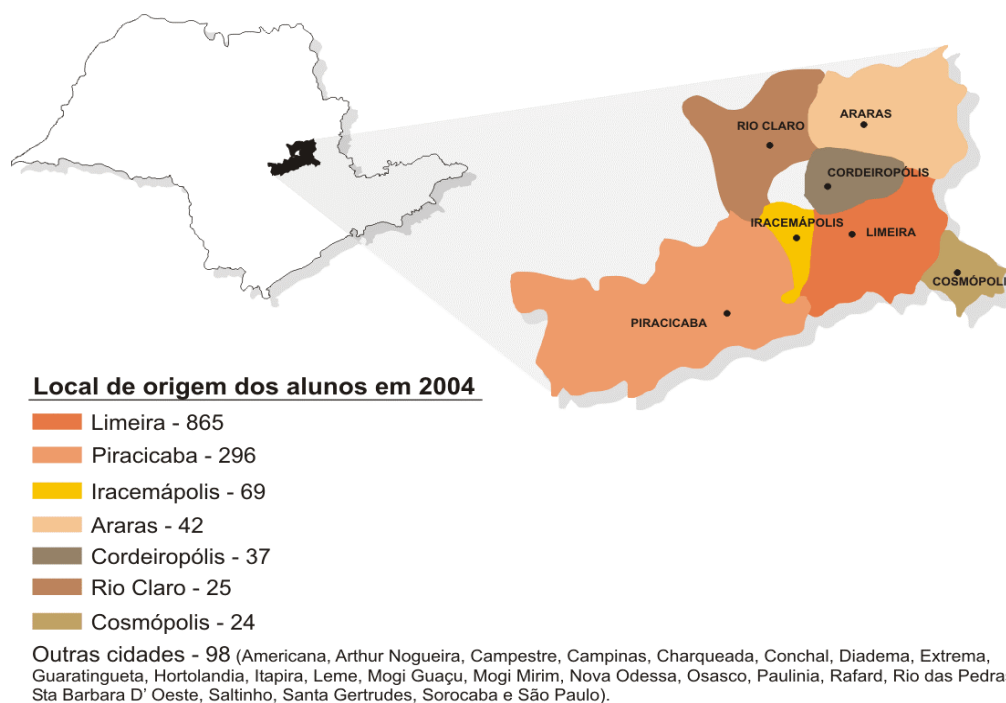 ARARAS
RIO CLARO
CORDEIROPÓLIS
IRACEMÁPOLIS
LIMEIRA
COSMÓPOLI
PIRACICABA
Local de origem dos alunos em 2004
Limeira - 865
Piracicaba - 296
Iracemápolis - 69
Araras - 42
Cordeiropólis - 37
Rio Claro - 25
Cosmópolis - 24
Outras cidades - 98 (Americana, Arthur Nogueira, Campestre, Campinas, Charqueada, Conchal, Diadema, Extrema,
Guaratingueta, Hortolandia, Itapira, Leme, Mogi Guaçu, Mogi Mirim, Nova Odessa, Osasco, Paulinia, Rafard, Rio das Pedra
Sta Barbara D' Oeste, Saltinho, Santa Gertrudes, Sorocaba e São Paulo).